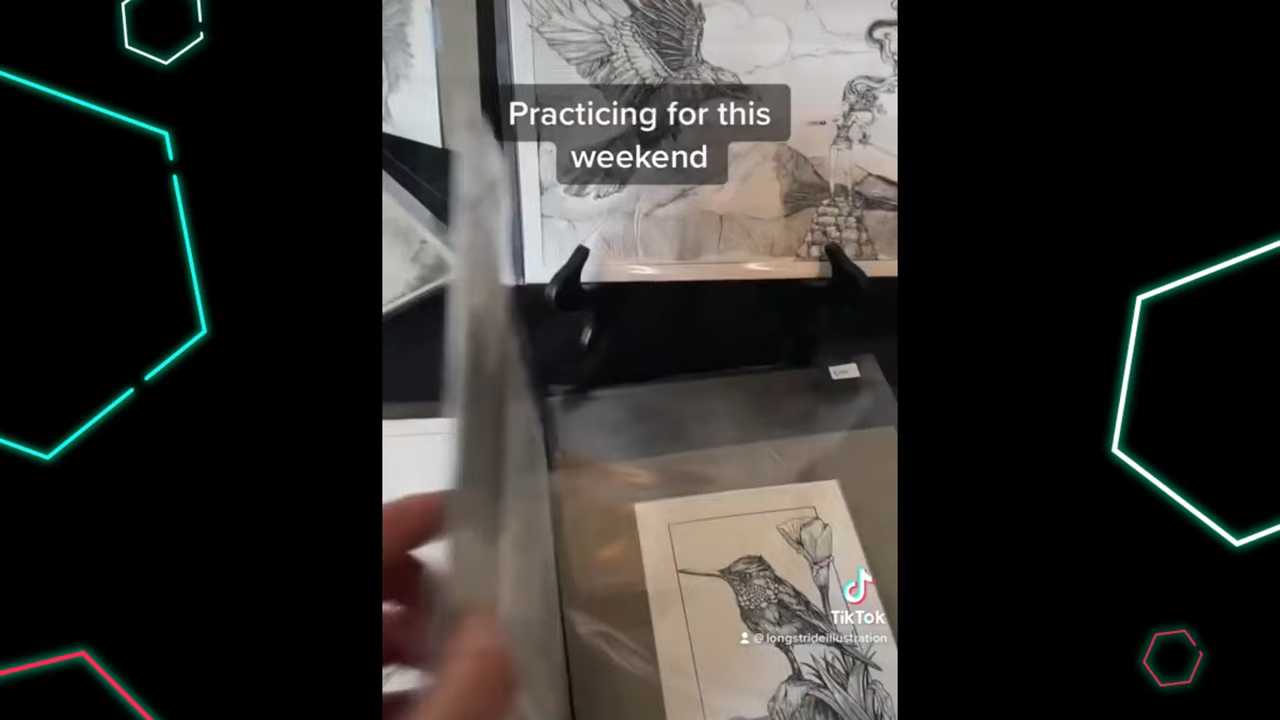 Practicing for this
weekend
TikTok
@longstrideillustration